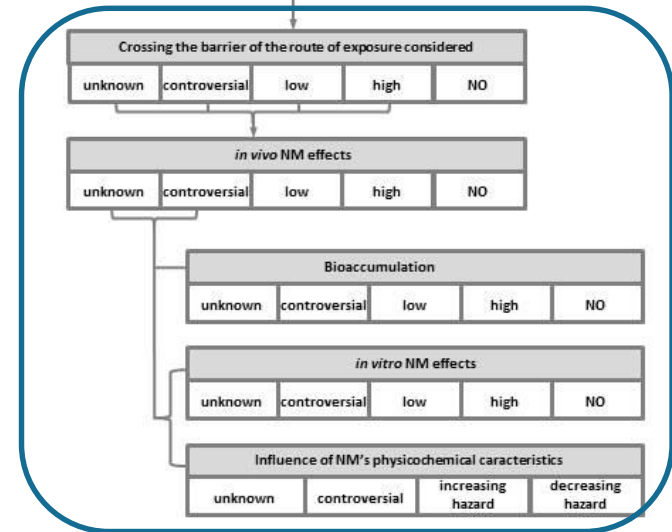 Crossing the barrier of the route of exposure considered
unknown controversial low high NO
in vivo NM effects
unknown controversial low high NO
Bioaccumulation
unknown controversial low high NO
in vitro NM effects
unknown controversial low high NO
Influence of NM's physicochemical caracteristics
unknown controversial increasing hazard decreasing hazard